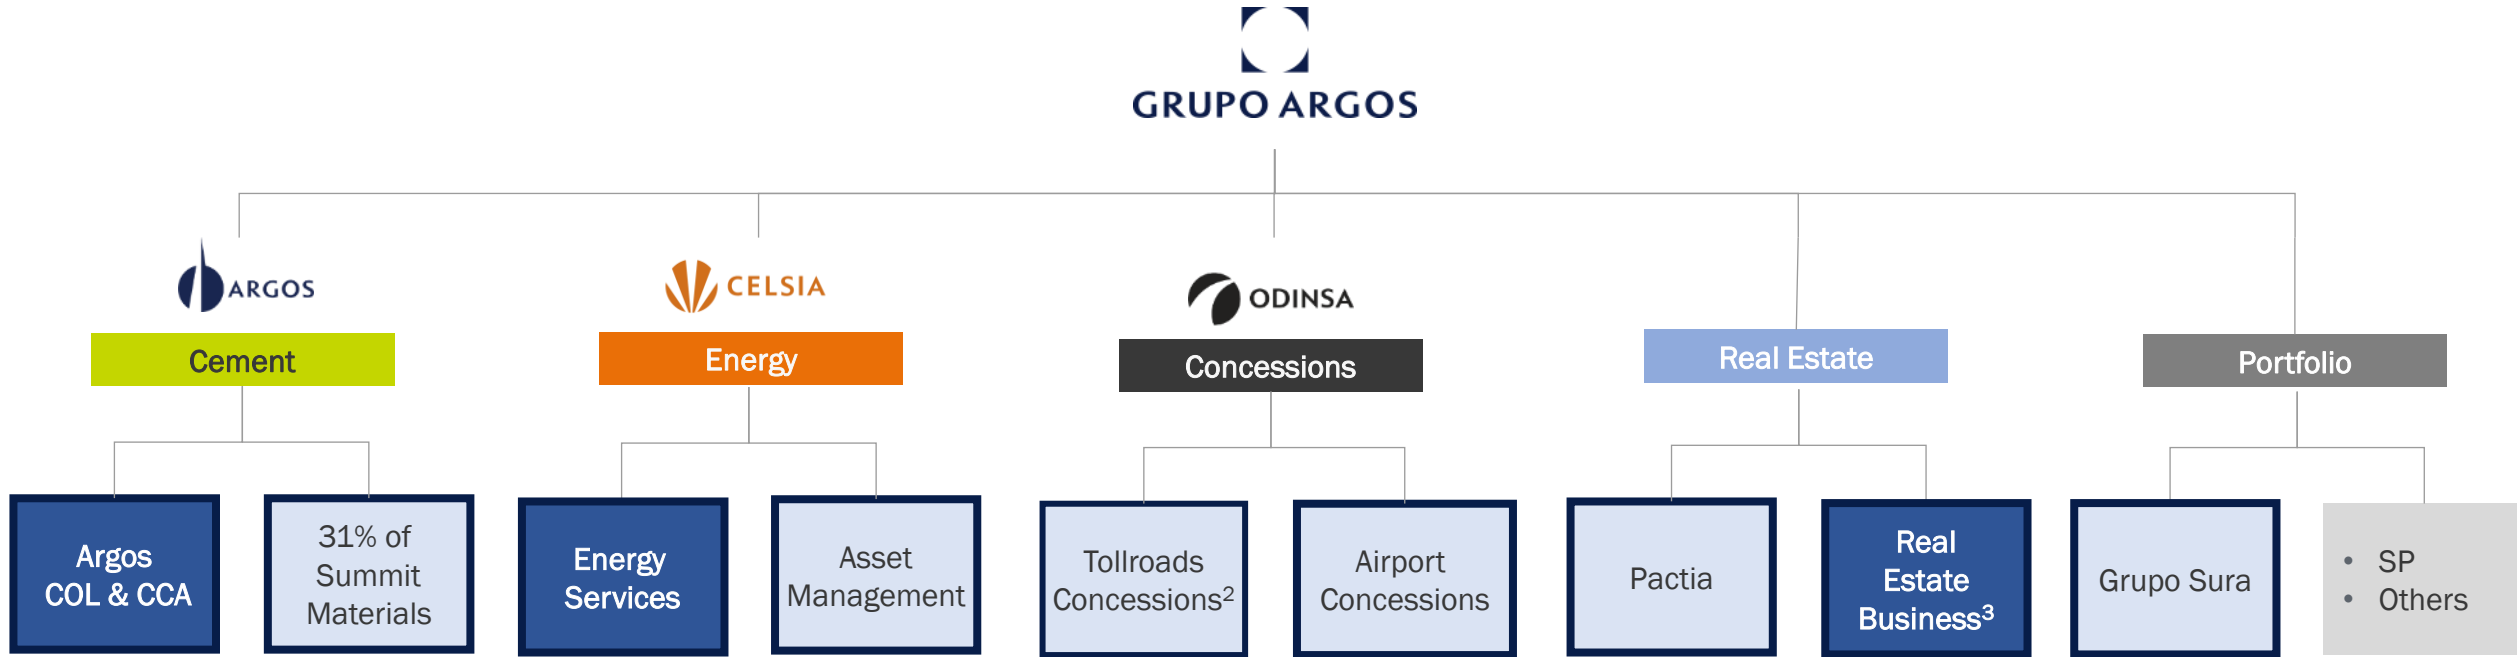 GRUPO ARGOS
ARGOS
CELSIA
ODINSA
Cement
Energy
Concessions
Real Estate
Portfolio
Argos
COL & CCA
31% of
Summit
Materials
Energy
Services
Asset
Management
Tollroads
Concessions²
Airport
Concessions
Pactia
Real
Estate
Business³
Grupo Sura
• SP
• Others